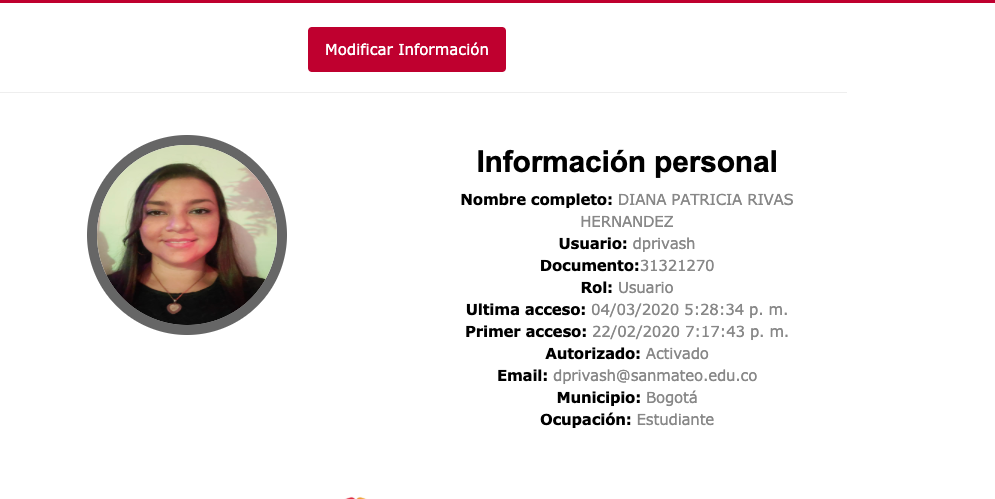 Modificar Información
Información personal
Nombre completo: DIANA PATRICIA RIVAS
HERNANDEZ
Usuario: dprivash
Documento:31321270
Rol: Usuario
Ultima acceso: 04/03/2020 5:28:34 p. m.
Primer acceso: 22/02/2020 7:17:43 p. m.
Autorizado: Activado
Email: dprivash@sanmateo.edu.co
Municipio: Bogotá
Ocupación: Estudiante